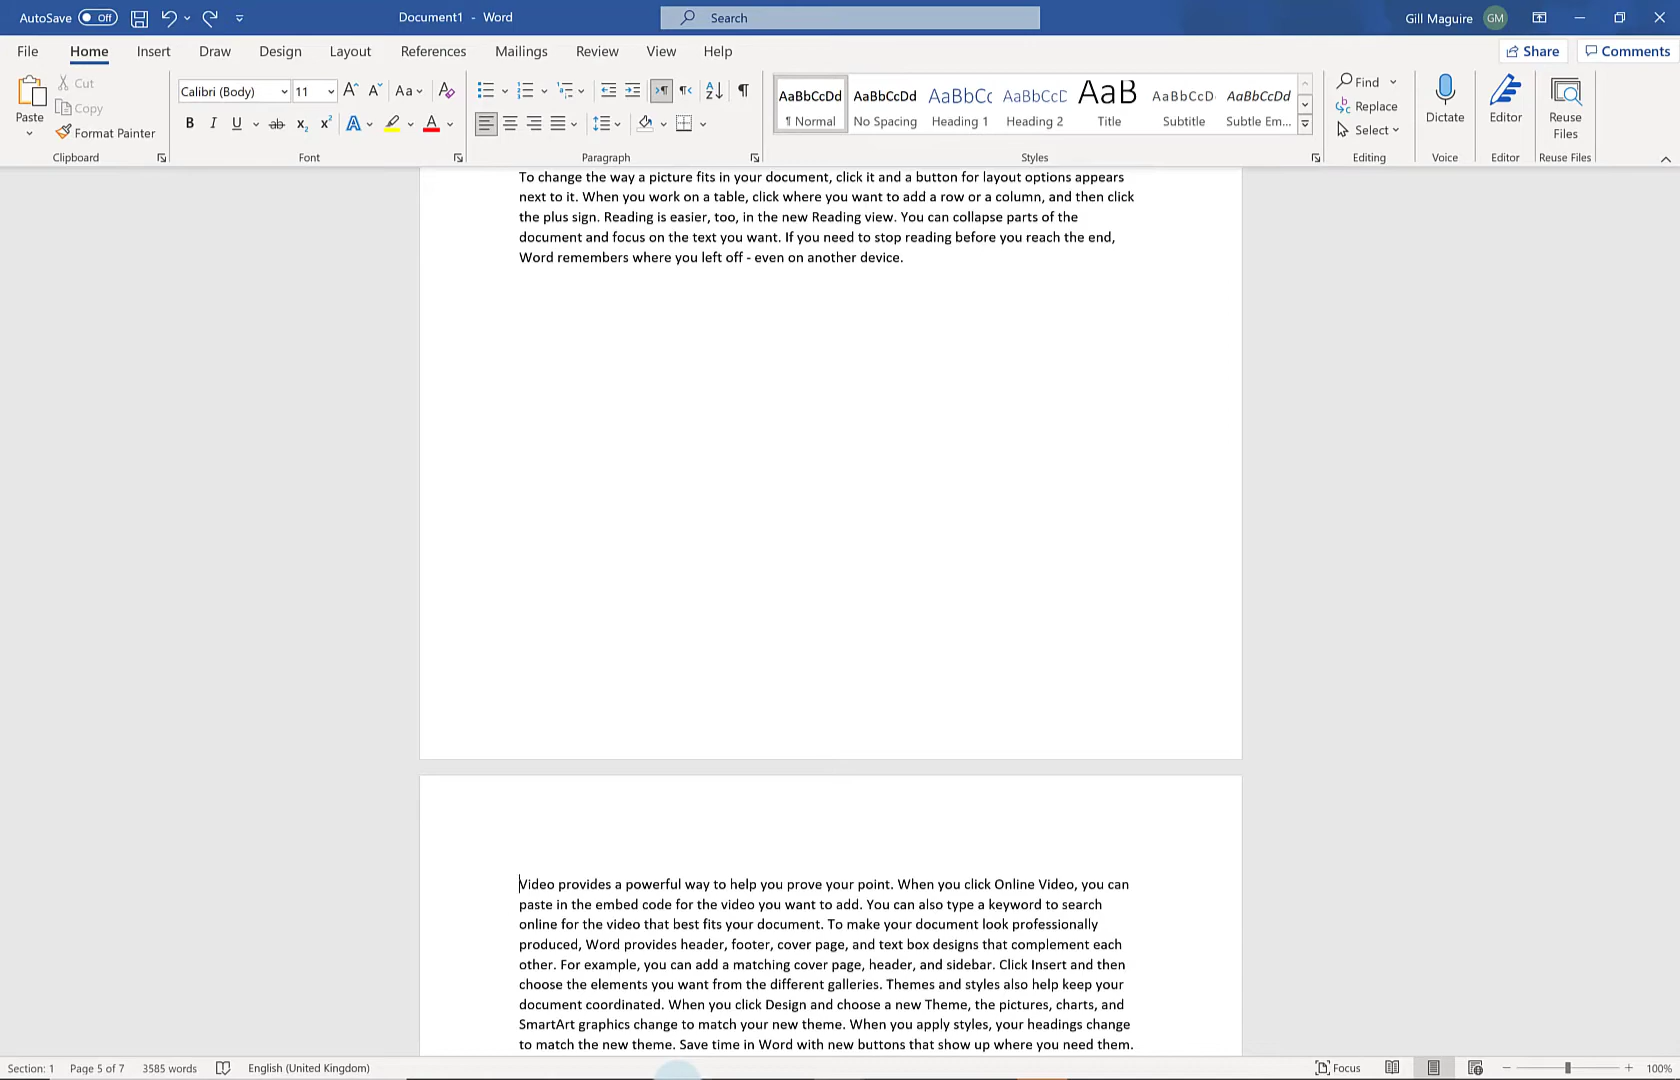 AutoSave Off Document1 - Word Search Gill Maguire GM
File Home Insert Draw Design Layout References Mailings Review View Help Share Comments
Paste Cut Copy Format Painter
Calibri (Body) 11 Aa
B I U ab x2 x2 A A
AaBbCcDd AaBbCcDd AaBbCc AaBbCcD AaB AaBbCcD AaBbCcDd
¶ Normal No Spacing Heading 1 Heading 2 Title Subtitle Subtle Em...
Find Replace Select
Dictate Editor Reuse Files
Clipboard Font Paragraph Styles Editing Voice Editor Reuse Files
To change the way a picture fits in your document, click it and a button for layout options appears
next to it. When you work on a table, click where you want to add a row or a column, and then click
the plus sign. Reading is easier, too, in the new Reading view. You can collapse parts of the
document and focus on the text you want. If you need to stop reading before you reach the end,
Word remembers where you left off - even on another device.
Video provides a powerful way to help you prove your point. When you click Online Video, you can
paste in the embed code for the video you want to add. You can also type a keyword to search
online for the video that best fits your document. To make your document look professionally
produced, Word provides header, footer, cover page, and text box designs that complement each
other. For example, you can add a matching cover page, header, and sidebar. Click Insert and then
choose the elements you want from the different galleries. Themes and styles also help keep your
document coordinated. When you click Design and choose a new Theme, the pictures, charts, and
SmartArt graphics change to match your new theme. When you apply styles, your headings change
to match the new theme. Save time in Word with new buttons that show up where you need them.
Section: 1 Page 5 of 7 3585 words English (United Kingdom) Focus 100%